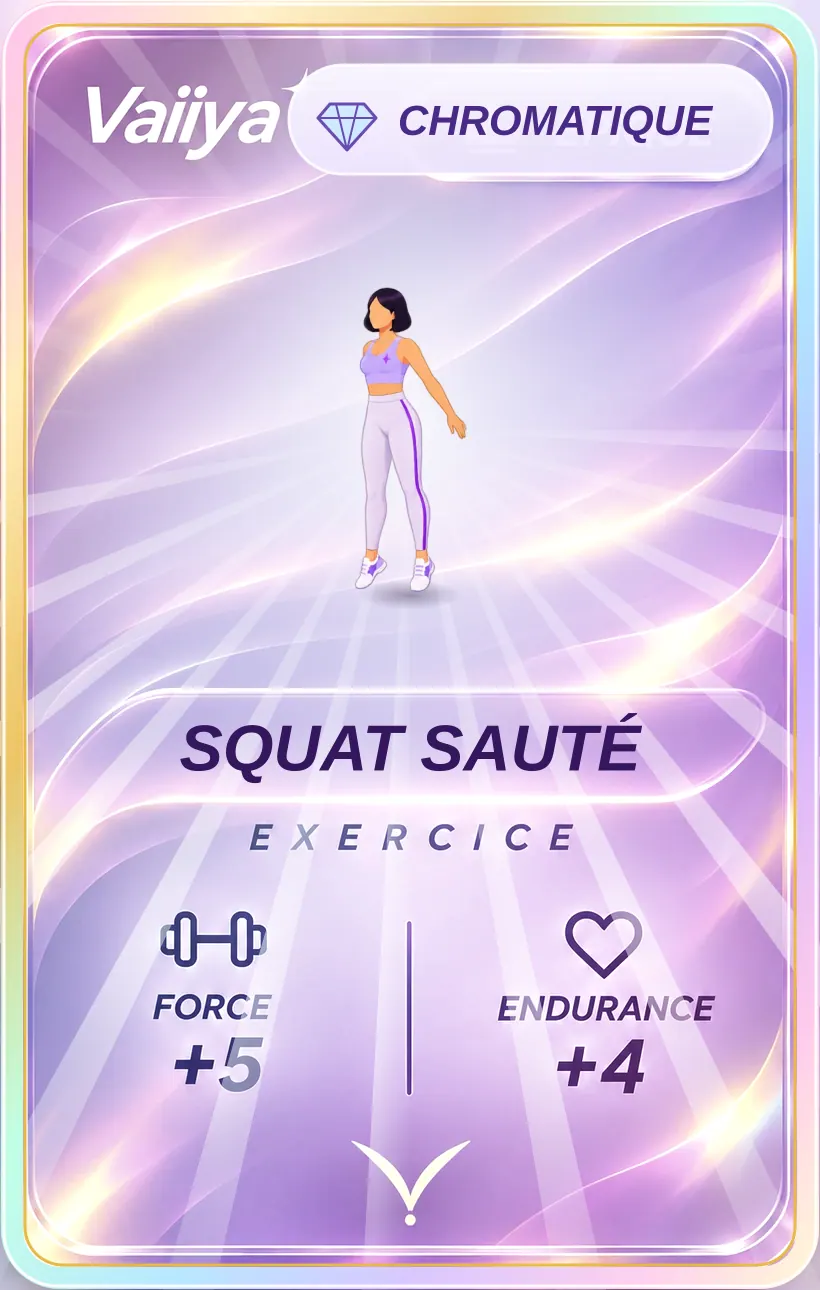 Vaiiya
CHROMATIQUE
SQUAT SAUTÉ
EXERCICE
FORCE
ENDURANCE
+5
+4